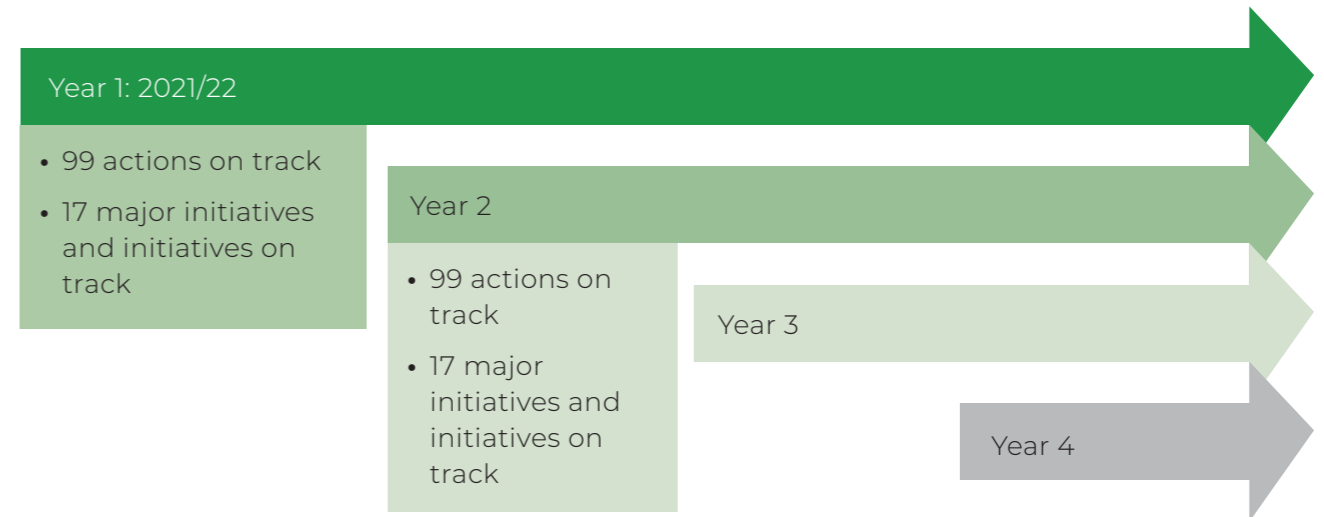 Year 1: 2021/22
• 99 actions on track
• 17 major initiatives
and initiatives on
track
Year 2
• 99 actions on
track
• 17 major
initiatives and
initiatives on
track
Year 3
Year 4